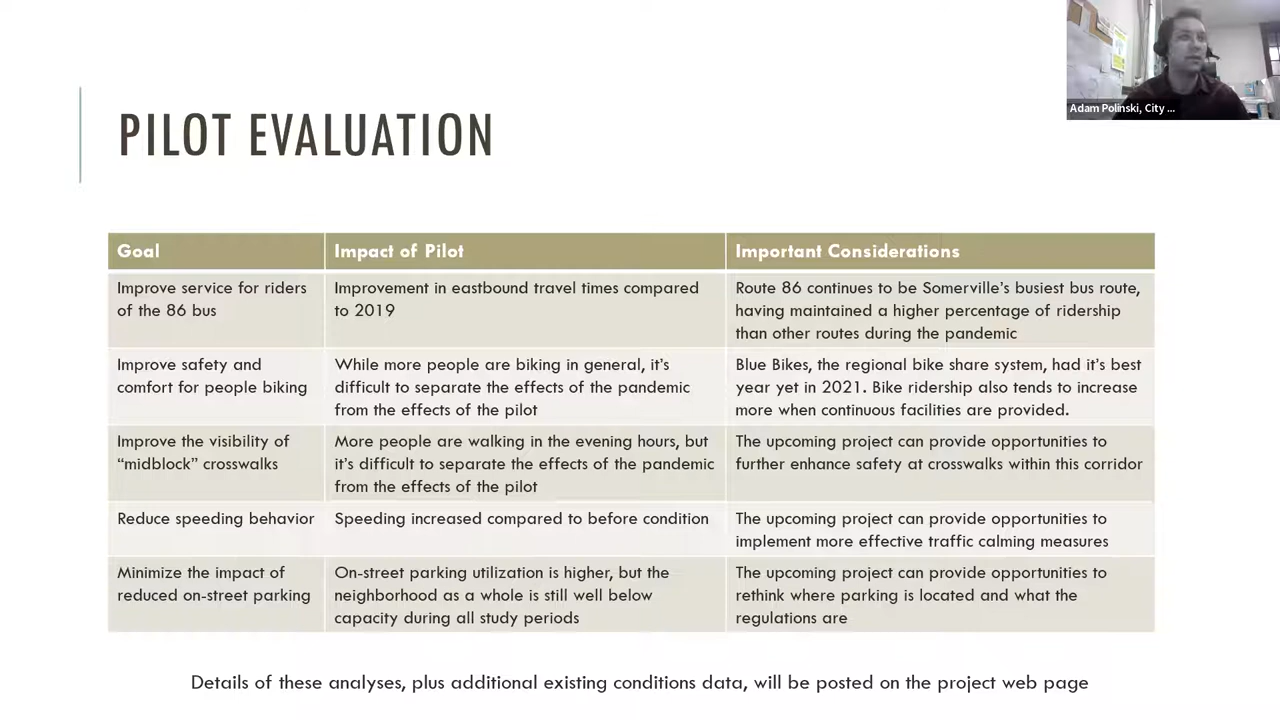 Adam Polinski, City ...
PILOT EVALUATION
Goal
Impact of Pilot
Important Considerations
Improve service for riders
of the 86 bus
Improvement in eastbound travel times compared
to 2019
Route 86 continues to be Somerville's busiest bus route,
having maintained a higher percentage of ridership
than other routes during the pandemic
Improve safety and
comfort for people biking
While more people are biking in general, it's
difficult to separate the effects of the pandemic
from the effects of the pilot
Blue Bikes, the regional bike share system, had it's best
year yet in 2021. Bike ridership also tends to increase
more when continuous facilities are provided.
Improve the visibility of
"midblock" crosswalks
More people are walking in the evening hours, but
it's difficult to separate the effects of the pandemic
from the effects of the pilot
The upcoming project can provide opportunities to
further enhance safety at crosswalks within this corridor
Reduce speeding behavior
Speeding increased compared to before condition
The upcoming project can provide opportunities to
implement more effective traffic calming measures
Minimize the impact of
reduced on-street parking
On-street parking utilization is higher, but the
neighborhood as a whole is still well below
capacity during all study periods
The upcoming project can provide opportunities to
rethink where parking is located and what the
regulations are
Details of these analyses, plus additional existing conditions data, will be posted on the project web page